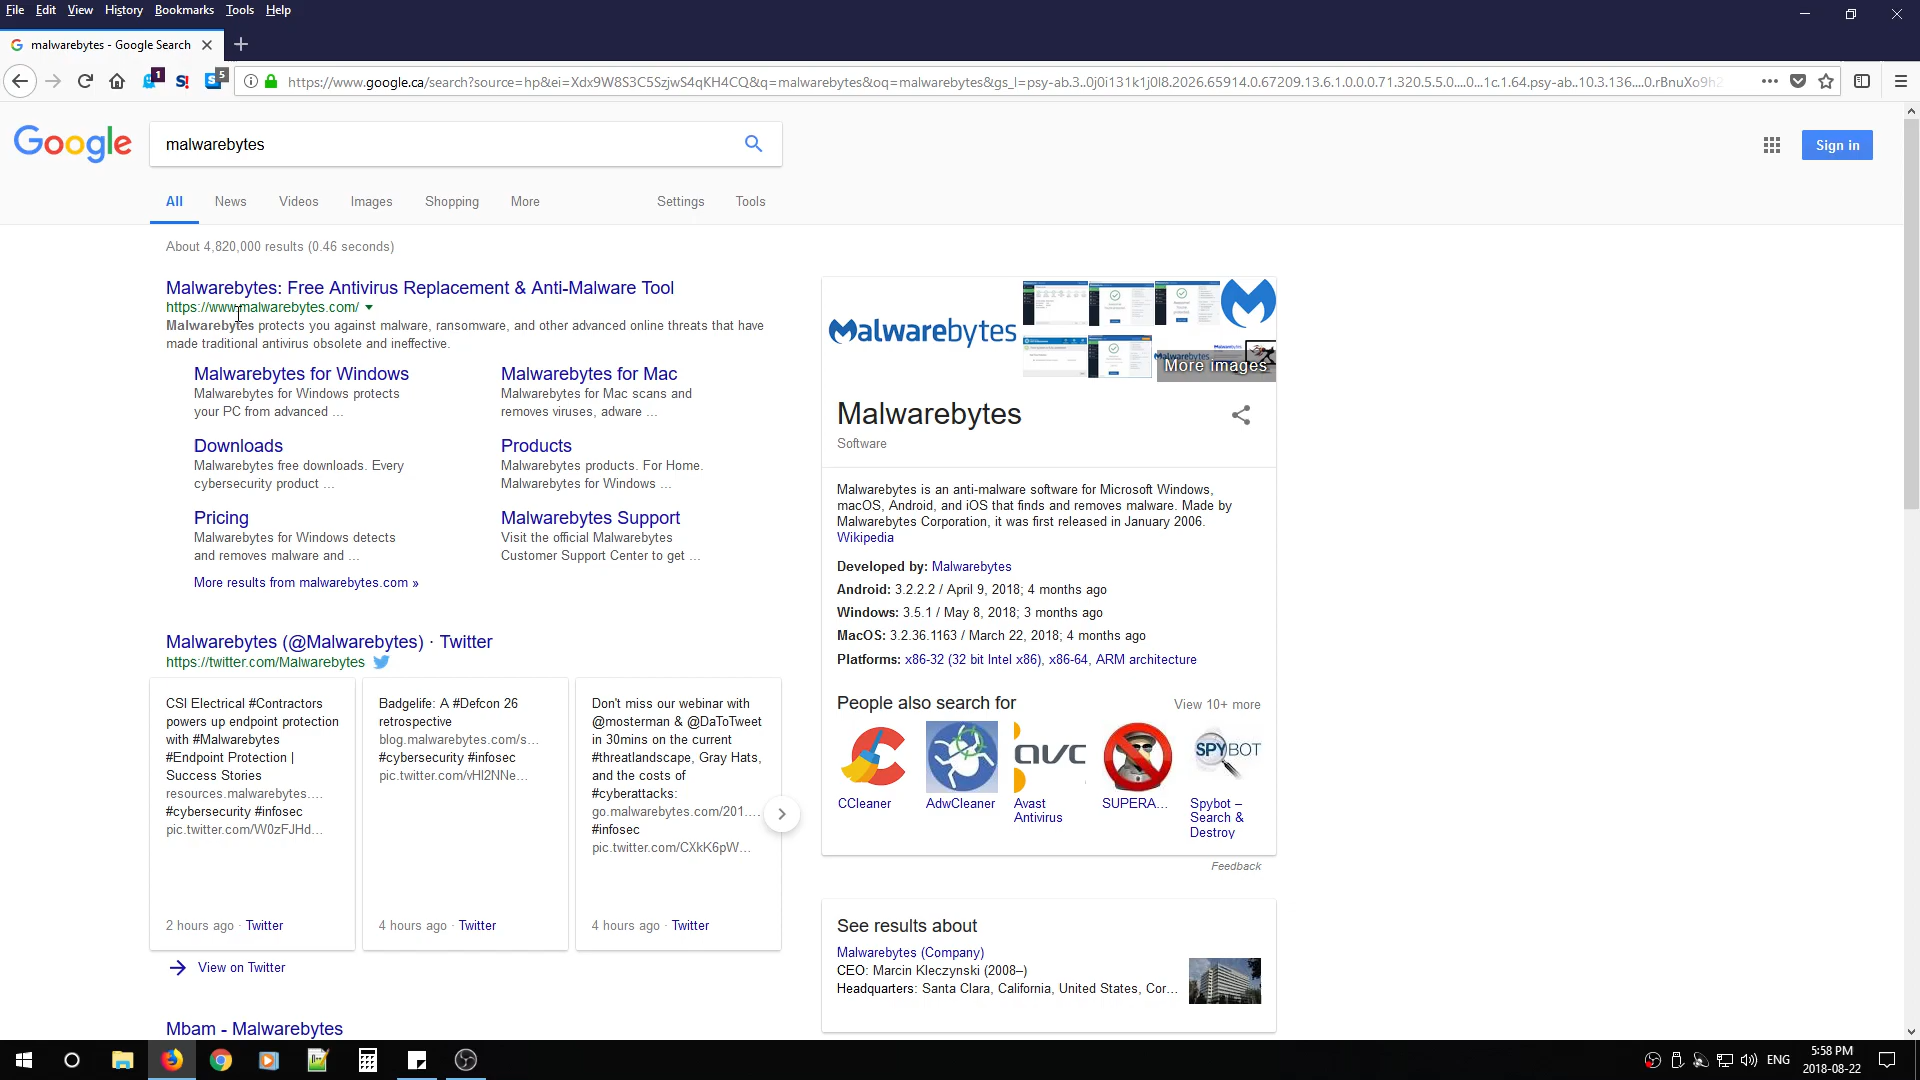 File Edit View History Bookmarks Tools Help
malwarebytes - Google Search
1
S!
5
https://www.google.ca/search?source=hp&ei=Xdx9W8S3C5SzjwS4qKH4CQ&q=malwarebytes&oq=malwarebytes&gs_l=psy-ab.3..0j0i131k1j0l8.2026.65914.0.67209.13.6.1.0.0.0.71.320.5.5.0....0...1c.1.64.psy-ab..10.3.136....0.rBnuXo9h
Google
malwarebytes
Sign in
All News Videos Images Shopping More Settings Tools
About 4,820,000 results (0.46 seconds)
Malwarebytes: Free Antivirus Replacement & Anti-Malware Tool
https://www.malwarebytes.com/
Malwarebytes protects you against malware, ransomware, and other advanced online threats that have
made traditional antivirus obsolete and ineffective.
Malwarebytes for Windows
Malwarebytes for Windows protects
your PC from advanced ...
Malwarebytes for Mac
Malwarebytes for Mac scans and
removes viruses, adware ...
Downloads
Malwarebytes free downloads. Every
cybersecurity product ...
Products
Malwarebytes products. For Home.
Malwarebytes for Windows ...
Pricing
Malwarebytes for Windows detects
and removes malware and ...
Malwarebytes Support
Visit the official Malwarebytes
Customer Support Center to get ...
More results from malwarebytes.com »
Malwarebytes (@Malwarebytes) · Twitter
https://twitter.com/Malwarebytes
CSI Electrical #Contractors
powers up endpoint protection
with #Malwarebytes
#Endpoint Protection |
Success Stories
resources.malwarebytes....
#cybersecurity #infosec
pic.twitter.com/W0zFJHd...
2 hours ago · Twitter
Badgelife: A #Defcon 26
retrospective
blog.malwarebytes.com/s...
#cybersecurity #infosec
pic.twitter.com/vHl2NNe...
4 hours ago · Twitter
Don't miss our webinar with
@mosterman & @DaToTweet
in 30mins on the current
#threatlandscape, Gray Hats,
and the costs of
#cyberattacks:
go.malwarebytes.com/201....
#infosec
pic.twitter.com/CXkK6pW...
4 hours ago · Twitter
View on Twitter
Mbam - Malwarebytes
Malwarebytes
More images
Malwarebytes
Software
Malwarebytes is an anti-malware software for Microsoft Windows,
macOS, Android, and iOS that finds and removes malware. Made by
Malwarebytes Corporation, it was first released in January 2006.
Wikipedia
Developed by: Malwarebytes
Android: 3.2.2.2 / April 9, 2018; 4 months ago
Windows: 3.5.1 / May 8, 2018; 3 months ago
MacOS: 3.2.36.1163 / March 22, 2018; 4 months ago
Platforms: x86-32 (32 bit Intel x86), x86-64, ARM architecture
People also search for
View 10+ more
avc
SPYBOT
CCleaner
AdwCleaner
Avast
Antivirus
SUPERA...
Spybot –
Search &
Destroy
Feedback
See results about
Malwarebytes (Company)
CEO: Marcin Kleczynski (2008–)
Headquarters: Santa Clara, California, United States, Cor...
ENG
5:58 PM
2018-08-22